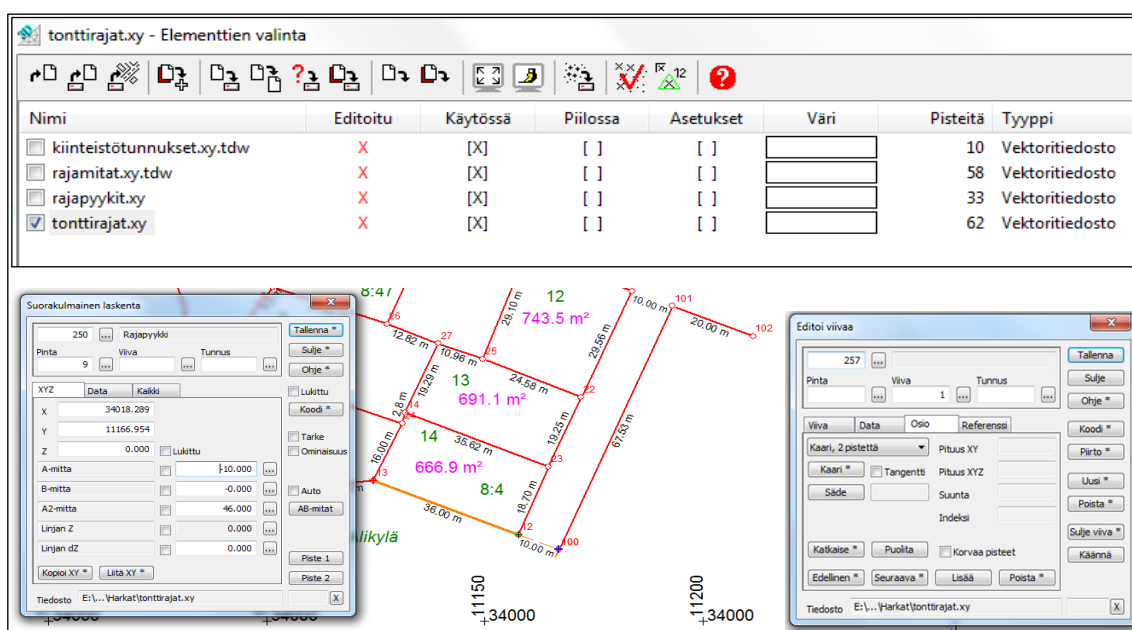 tonttirajat.xy - Elementtien valinta
12
Nimi Editoitu Käytössä Piilossa Asetukset Väri Pisteitä Tyyppi
kiinteistötunnukset.xy.tdw X [X] [ ] [ ] 10 Vektoritiedosto
rajamitat.xy.tdw X [X] [ ] [ ] 58 Vektoritiedosto
rajapyykit.xy X [X] [ ] [ ] 33 Vektoritiedosto
tonttirajat.xy X [X] [ ] [ ] 62 Vektoritiedosto
Suorakulmainen laskenta
250 ... Rajapyykki
Tallenna *
Pinta Viiva Tunnus
Sulje *
9 ... ... ...
Ohje *
XYZ Data Kaikki
Lukittu
X 34018.289
Koodi *
Y 11166.954
Z 0.000 Lukittu
Tarke
Ominaisuus
A-mitta -10.000 ...
B-mitta -0.000 ...
Auto
A2-mitta 46.000 ...
AB-mitat
Linjan Z 0.000 ...
Linjan dZ 0.000 ...
Piste 1
Kopioi XY * Liitä XY *
Piste 2
Tiedosto E:\...\Harkat\tonttirajat.xy X
8:47
12
743.5 m²
29.10 m
10.00 m
101
20.00 m
102
26
12.82 m
27
10.96 m
25
29.56 m
19.29 m
13
691.1 m²
24.58 m
22
2.8
14
14
666.9 m²
35.62 m
19.25 m
67.53 m
16.00 m
13
23
8:4
18.70 m
36.00 m
12
10.00 m
100
m
likylä
11150
11200
34000
34000
34000
34000
Editoi viivaa
257 ...
Tallenna
Pinta Viiva Tunnus
Sulje
... 1 ... ...
Ohje *
Viiva Data Osio Referenssi
Koodi *
Kaari, 2 pistettä Pituus XY
Piirto *
Kaari * Tangentti Pituus XYZ
Uusi *
Säde Suunta
Poista *
Indeksi
Sulje viiva *
Katkaise * Puolita Korvaa pisteet
Käännä
Edellinen * Seuraava * Lisää Poista *
Tiedosto E:\...\Harkat\tonttirajat.xy X